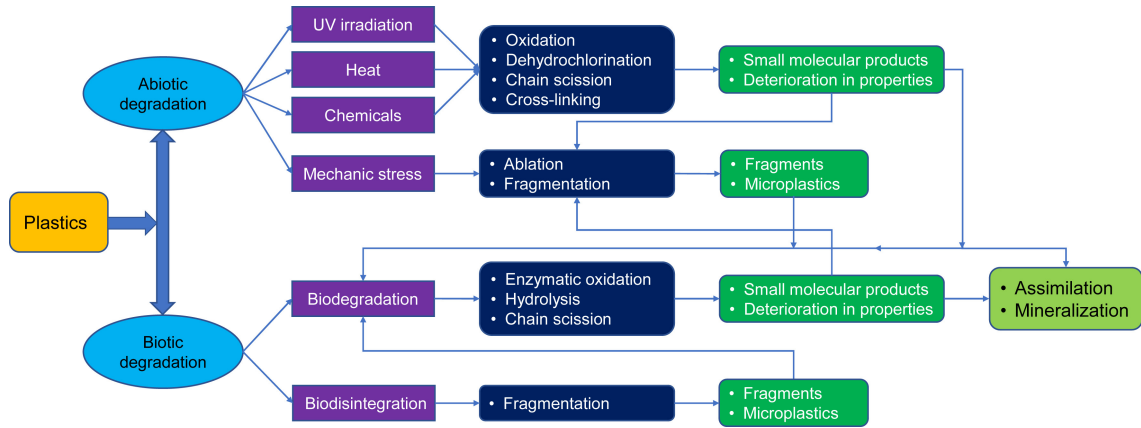 Plastics
Abiotic
degradation
UV irradiation
Heat
Chemicals
Mechanic stress
• Oxidation
• Dehydrochlorination
• Chain scission
• Cross-linking
• Small molecular products
• Deterioration in properties
• Ablation
• Fragmentation
• Fragments
• Microplastics
Biotic
degradation
Biodegradation
• Enzymatic oxidation
• Hydrolysis
• Chain scission
• Small molecular products
• Deterioration in properties
• Assimilation
• Mineralization
Biodisintegration
• Fragmentation
• Fragments
• Microplastics